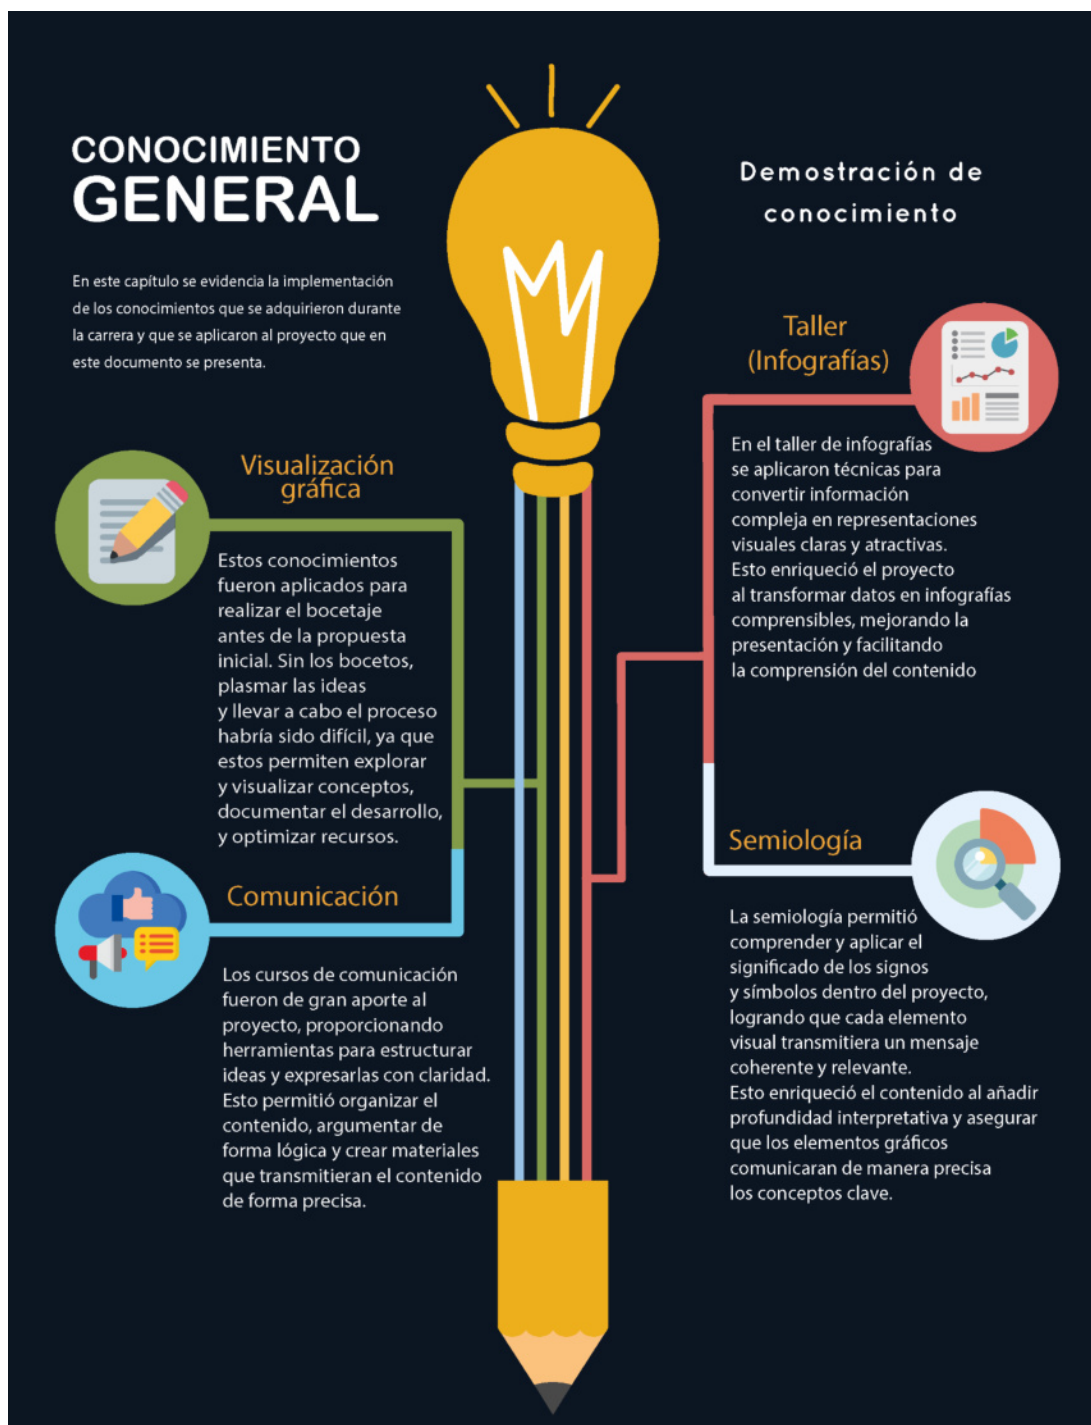 CONOCIMIENTO
GENERAL
En este capítulo se evidencia la implementación
de los conocimientos que se adquirieron durante
la carrera y que se aplicaron al proyecto que en
este documento se presenta.
Visualización
gráfica
Estos conocimientos
fueron aplicados para
realizar el bocetaje
antes de la propuesta
inicial. Sin los bocetos,
plasmar las ideas
y llevar a cabo el proceso
habría sido difícil, ya que
estos permiten explorar
y visualizar conceptos,
documentar el desarrollo,
y optimizar recursos.
Comunicación
Los cursos de comunicación
fueron de gran aporte al
proyecto, proporcionando
herramientas para estructurar
ideas y expresarlas con claridad.
Esto permitió organizar el
contenido, argumentar de
forma lógica y crear materiales
que transmitieran el contenido
de forma precisa.
Demostración de
conocimiento
Taller
(Infografías)
En el taller de infografías
se aplicaron técnicas para
convertir información
compleja en representaciones
visuales claras y atractivas.
Esto enriqueció el proyecto
al transformar datos en infografías
comprensibles, mejorando la
presentación y facilitando
la comprensión del contenido
Semiología
La semiología permitió
comprender y aplicar el
significado de los signos
y símbolos dentro del proyecto,
logrando que cada elemento
visual transmitiera un mensaje
coherente y relevante.
Esto enriqueció el contenido al añadir
profundidad interpretativa y asegurar
que los elementos gráficos
comunicaran de manera precisa
los conceptos clave.